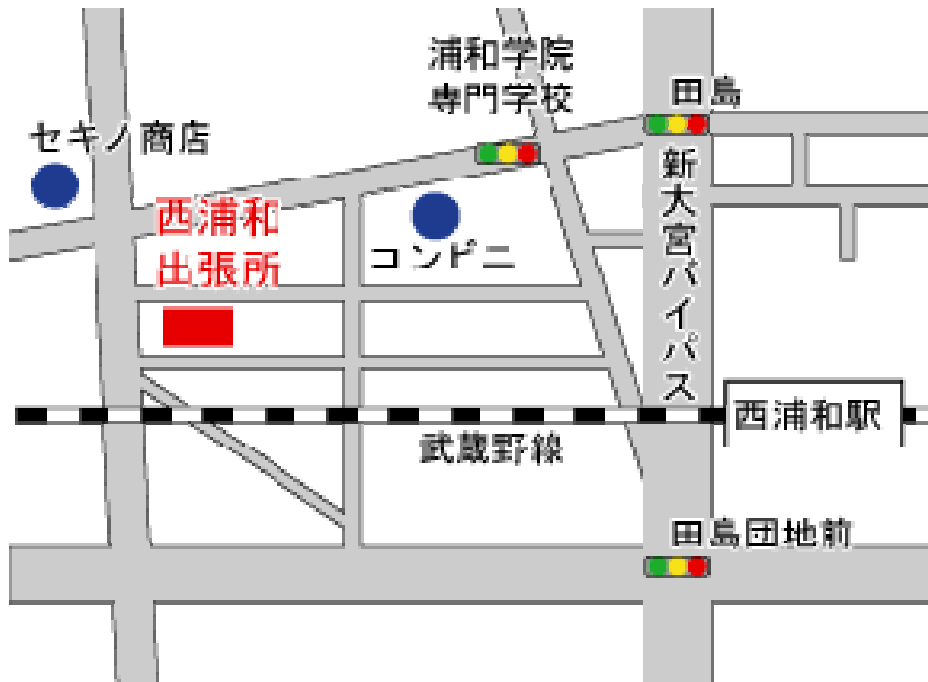 浦和学院
専門学校
田島
セキノ商店
新大宮バイパス
西浦和
出張所
コンビニ
西浦和駅
武蔵野線
田島団地前